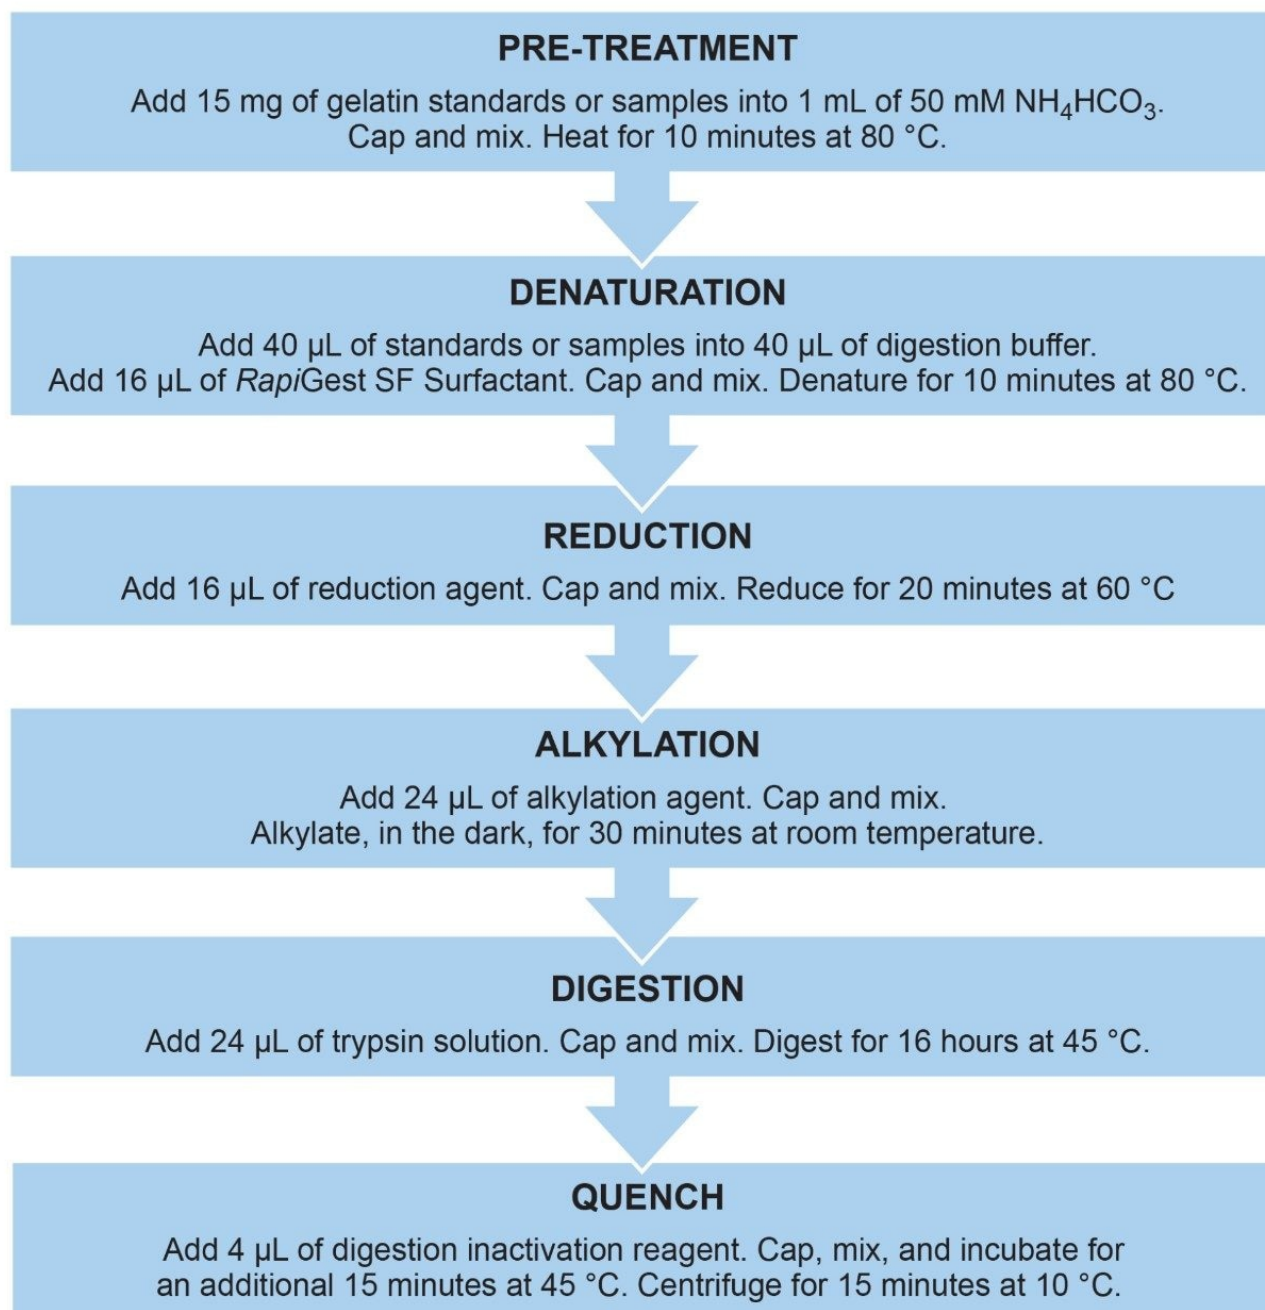 PRE-TREATMENT
Add 15 mg of gelatin standards or samples into 1 mL of 50 mM NH₄HCO₃.
Cap and mix. Heat for 10 minutes at 80 °C.
DENATURATION
Add 40 µL of standards or samples into 40 µL of digestion buffer.
Add 16 µL of RapiGest SF Surfactant. Cap and mix. Denature for 10 minutes at 80 °C.
REDUCTION
Add 16 µL of reduction agent. Cap and mix. Reduce for 20 minutes at 60 °C
ALKYLATION
Add 24 µL of alkylation agent. Cap and mix.
Alkylate, in the dark, for 30 minutes at room temperature.
DIGESTION
Add 24 µL of trypsin solution. Cap and mix. Digest for 16 hours at 45 °C.
QUENCH
Add 4 µL of digestion inactivation reagent. Cap, mix, and incubate for
an additional 15 minutes at 45 °C. Centrifuge for 15 minutes at 10 °C.